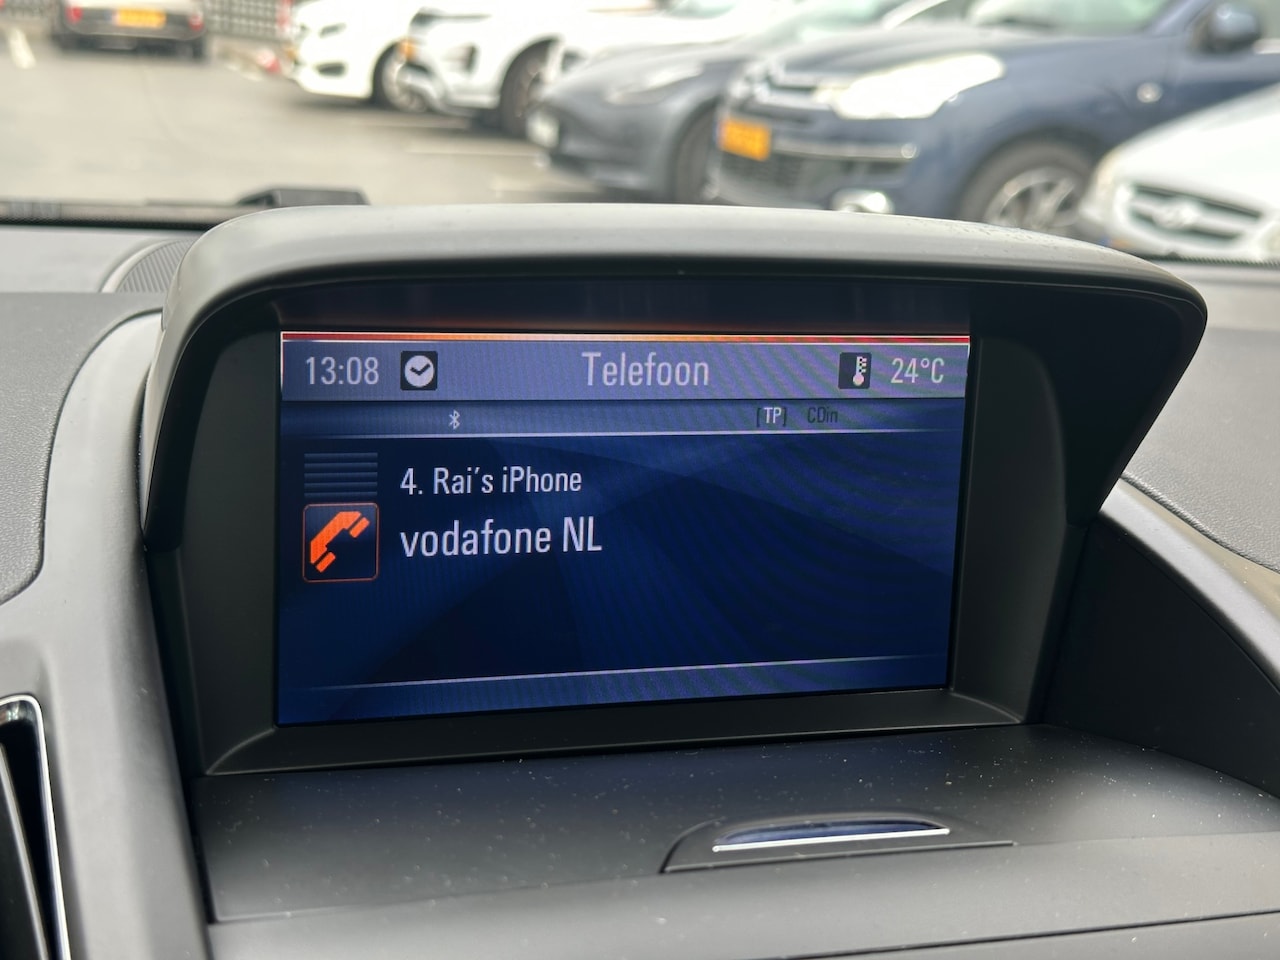 13:08 Telefoon 24°C
[TP] CDin
4. Rai's iPhone
vodafone NL